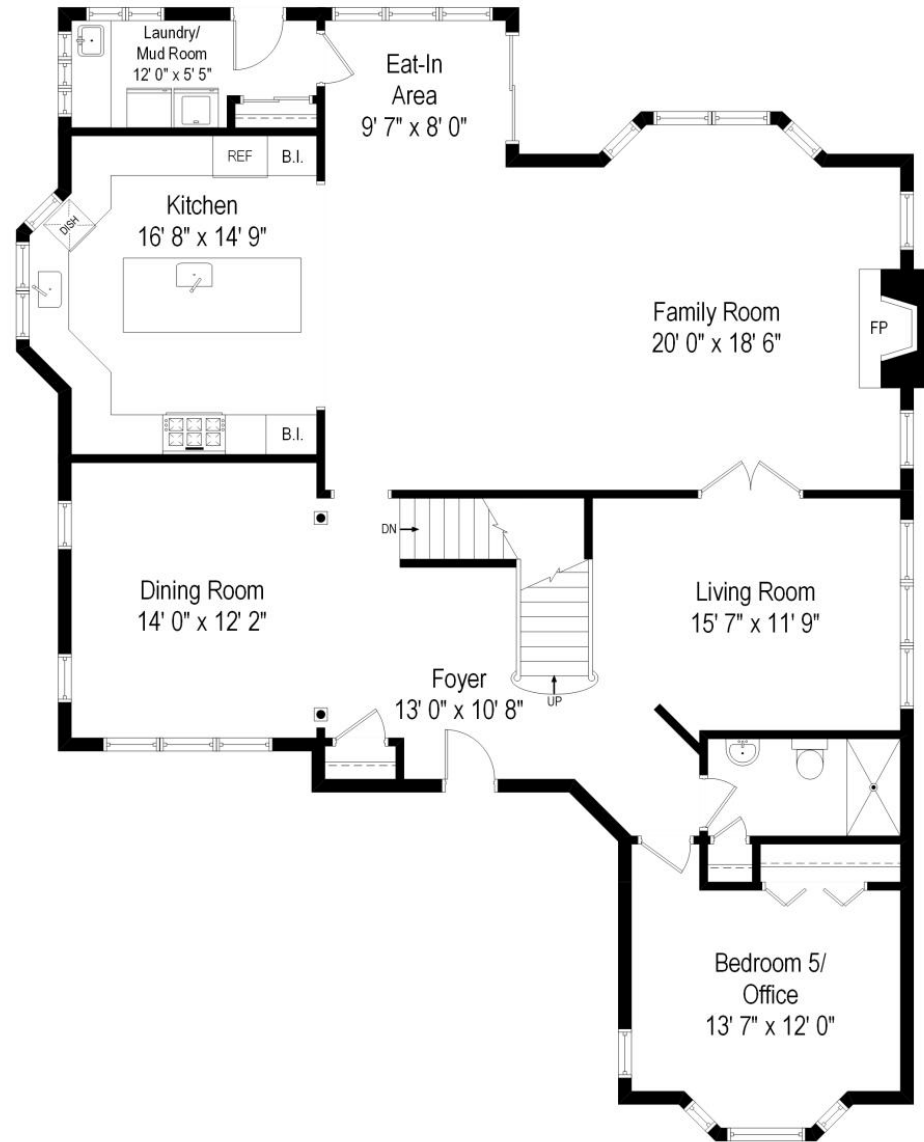 Laundry/
Mud Room
12' 0" x 5' 5"
Eat-In
Area
9' 7" x 8' 0"
REF
B.I.
Kitchen
16' 8" x 14' 9"
DISH
Family Room
20' 0" x 18' 6"
FP
B.I.
DN
Dining Room
14' 0" x 12' 2"
Living Room
15' 7" x 11' 9"
Foyer
13' 0" x 10' 8"
UP
Bedroom 5/
Office
13' 7" x 12' 0"